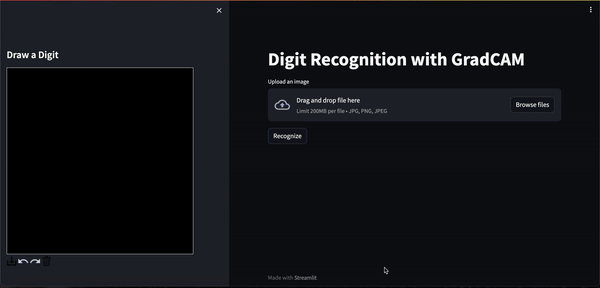 Draw a Digit
Digit Recognition with GradCAM
Upload an image
Drag and drop file here
Limit 200MB per file • JPG, PNG, JPEG
Browse files
Recognize
Made with Streamlit